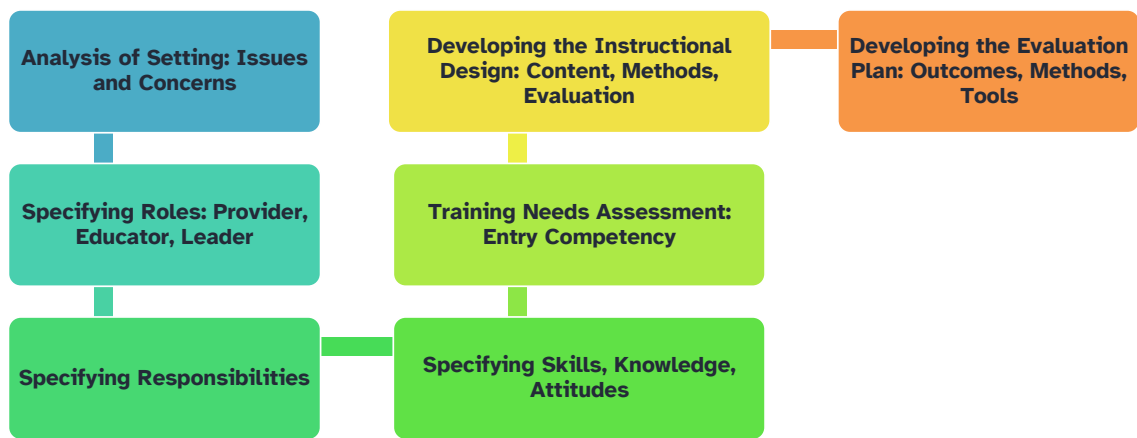 Analysis of Setting: Issues
and Concerns
Specifying Roles: Provider,
Educator, Leader
Specifying Responsibilities
Specifying Skills, Knowledge,
Attitudes
Training Needs Assessment:
Entry Competency
Developing the Instructional
Design: Content, Methods,
Evaluation
Developing the Evaluation
Plan: Outcomes, Methods,
Tools